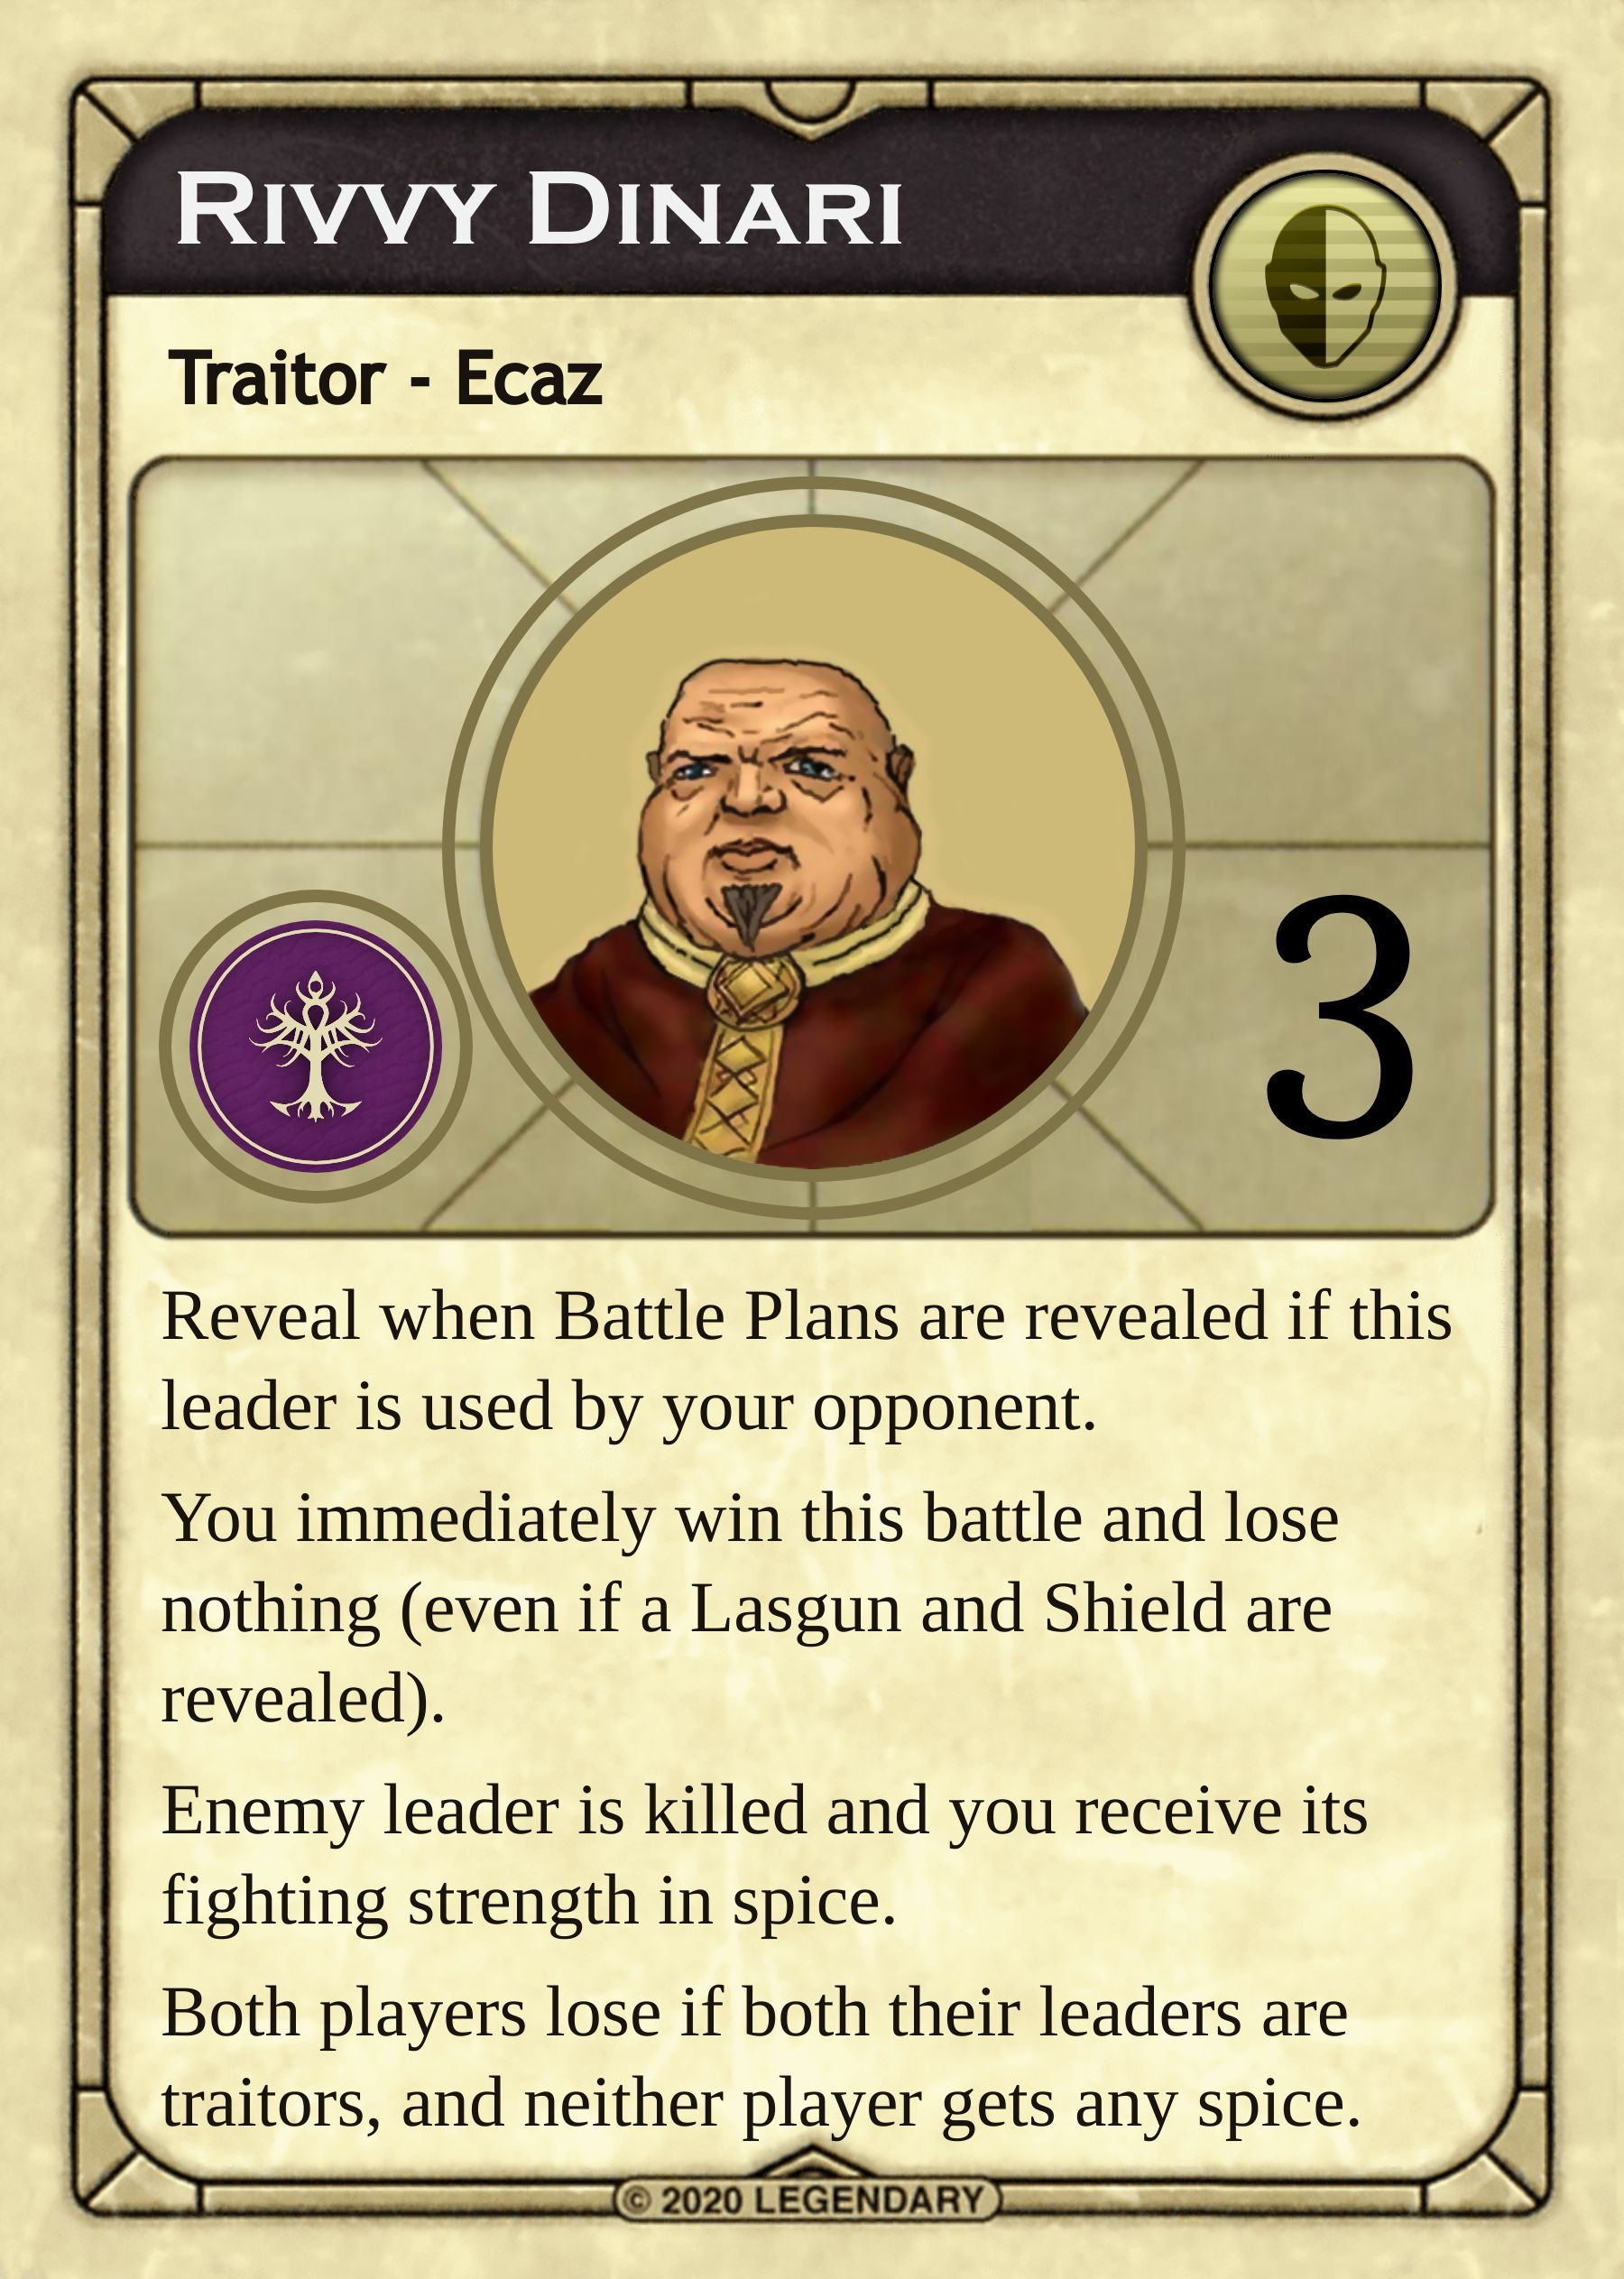 Rivvy Dinari
Traitor - Ecaz
3
Reveal when Battle Plans are revealed if this
leader is used by your opponent.
You immediately win this battle and lose
nothing (even if a Lasgun and Shield are
revealed).
Enemy leader is killed and you receive its
fighting strength in spice.
Both players lose if both their leaders are
traitors, and neither player gets any spice.
© 2020 LEGENDARY